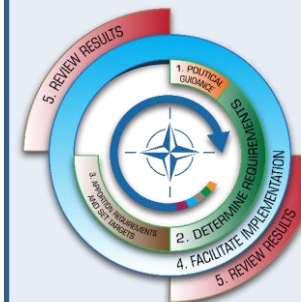 5. REVIEW RESULTS
1. POLITICAL
GUIDANCE
2. DETERMINE REQUIREMENTS
3. APPORTION REQUIREMENTS
AND SET TARGETS
4. FACILITATE IMPLEMENTATION
5. REVIEW RESULTS